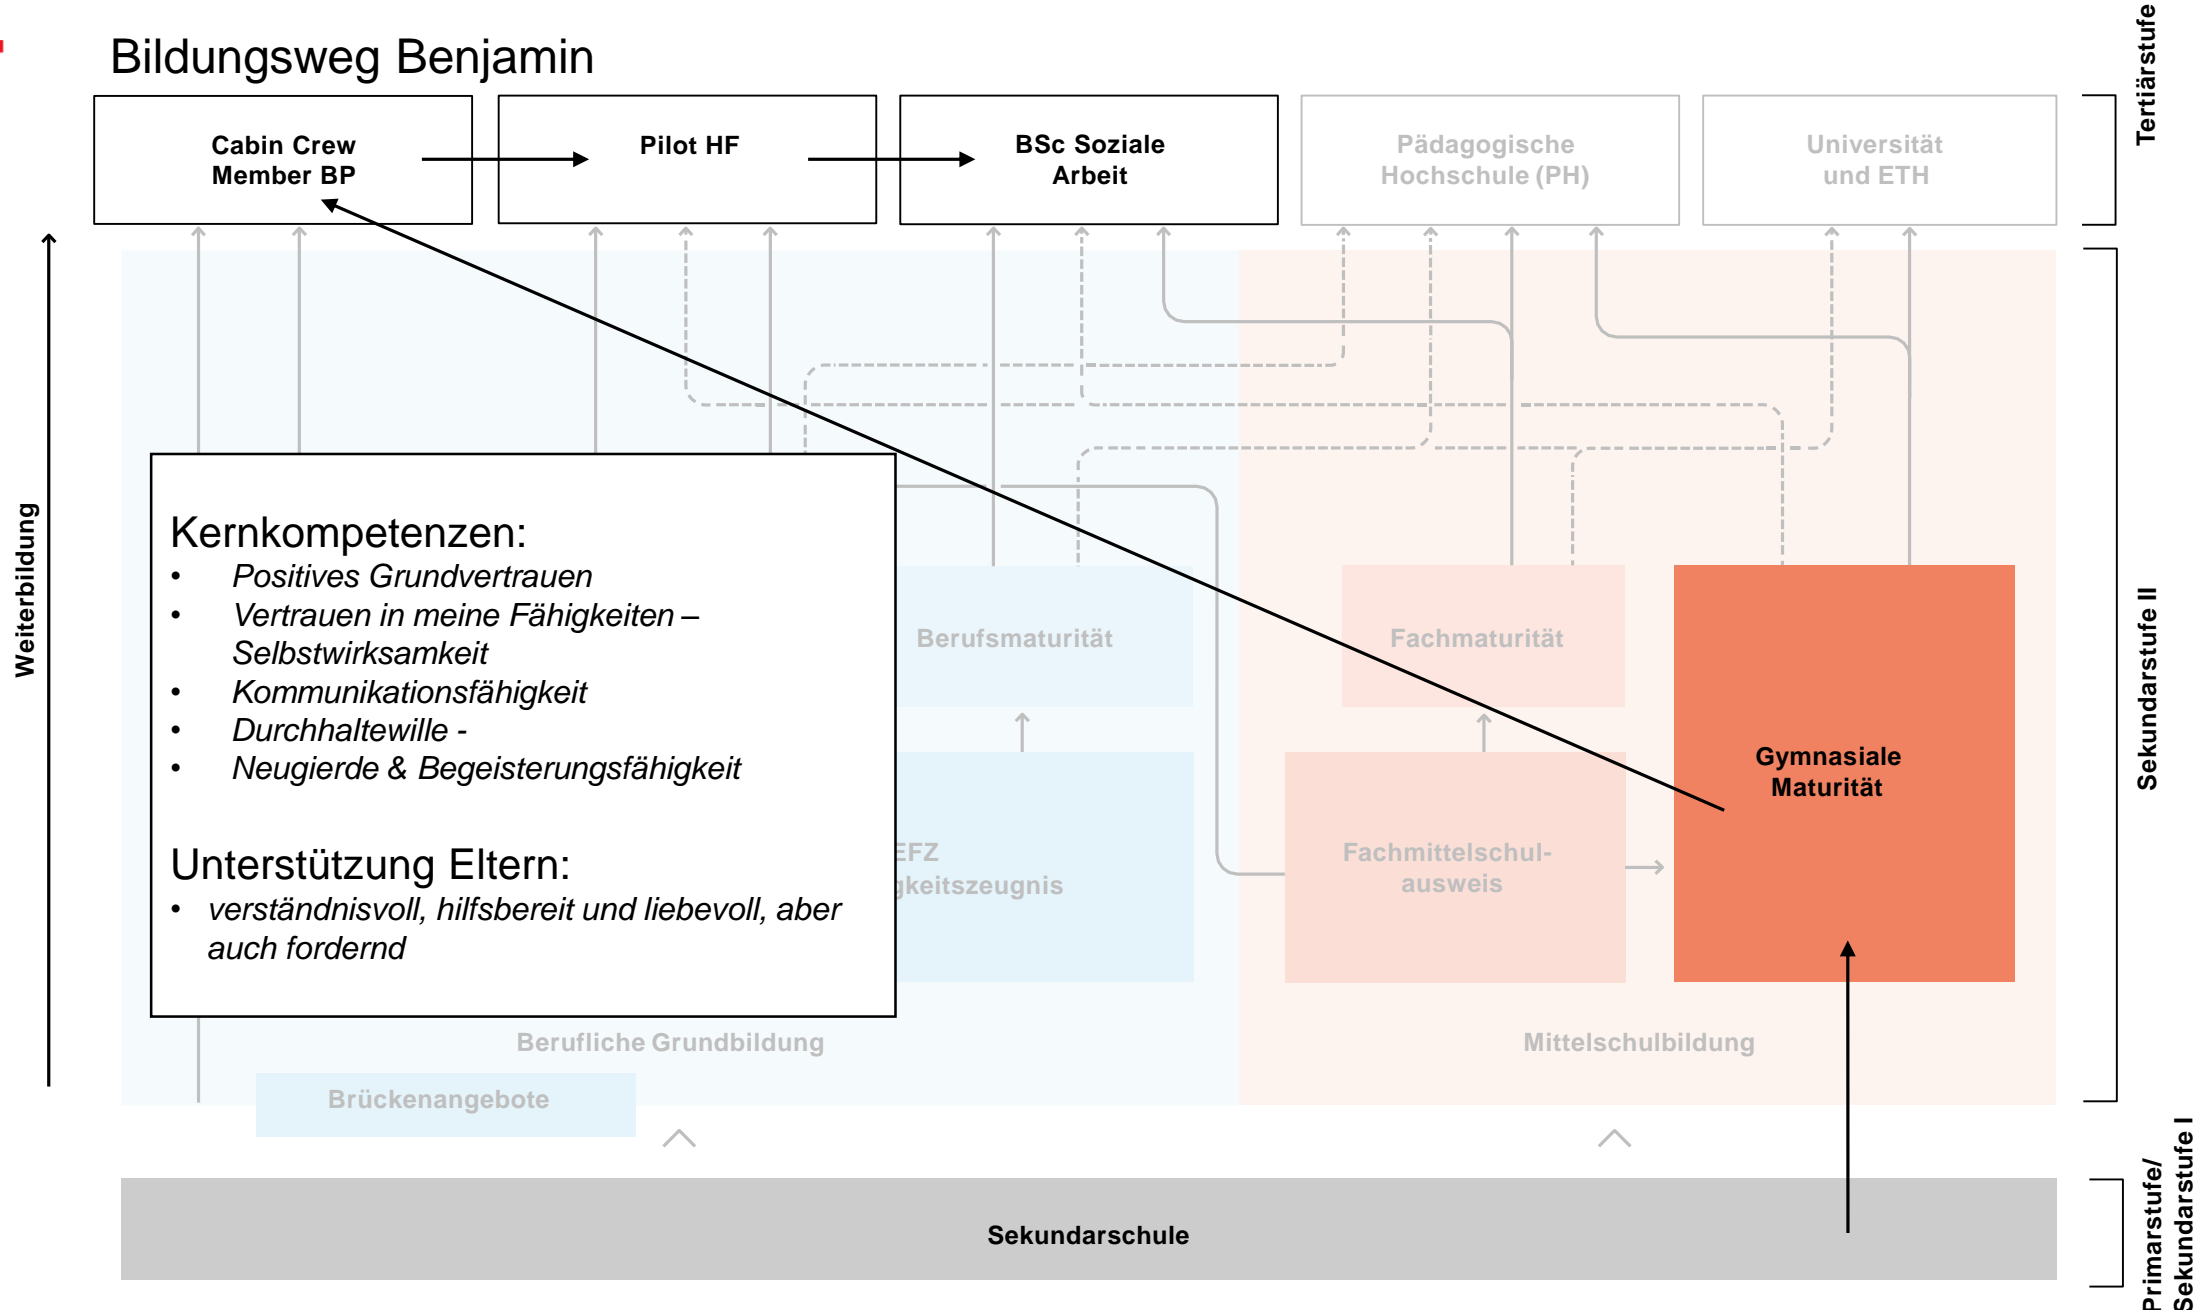 Bildungsweg Benjamin
Tertiärstufe
Cabin Crew
Member BP
Pilot HF
BSc Soziale
Arbeit
Pädagogische
Hochschule (PH)
Universität
und ETH
Weiterbildung
Kernkompetenzen:
• Positives Grundvertrauen
• Vertrauen in meine Fähigkeiten –
Selbstwirksamkeit
• Kommunikationsfähigkeit
• Durchhaltewille -
• Neugierde & Begeisterungsfähigkeit
Unterstützung Eltern:
• verständnisvoll, hilfsbereit und liebevoll, aber
auch fordernd
Berufsmaturität
Fachmaturität
Gymnasiale
Maturität
EFZ
gkeitszeugnis
Fachmittelschul-
ausweis
Sekundarstufe II
Berufliche Grundbildung
Mittelschulbildung
Brückenangebote
Sekundarschule
Primarstufe/
Sekundarstufe I